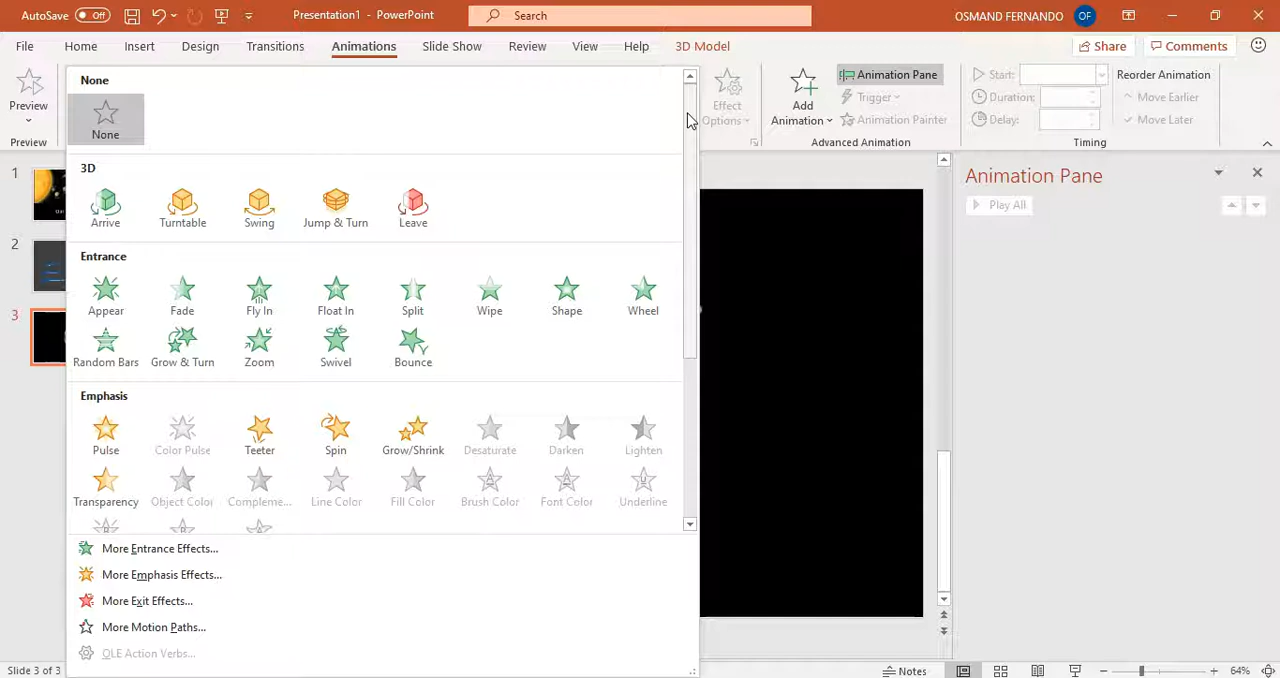 AutoSave Off Presentation1 - PowerPoint Search OSMAND FERNANDO OF
File Home Insert Design Transitions Animations Slide Show Review View Help 3D Model Share Comments
Preview
Preview
Effect
Options
Add
Animation
Animation Pane
Trigger
Animation Painter
Advanced Animation
Start:
Duration:
Delay:
Reorder Animation
Move Earlier
Move Later
Timing
None
None
3D
Arrive Turntable Swing Jump & Turn Leave
Entrance
Appear Fade Fly In Float In Split Wipe Shape Wheel
Random Bars Grow & Turn Zoom Swivel Bounce
Emphasis
Pulse Color Pulse Teeter Spin Grow/Shrink Desaturate Darken Lighten
Transparency Object Color Compleme... Line Color Fill Color Brush Color Font Color Underline
More Entrance Effects...
More Emphasis Effects...
More Exit Effects...
More Motion Paths...
OLE Action Verbs...
1
2
3
Animation Pane
Play All
Slide 3 of 3 Notes 64%